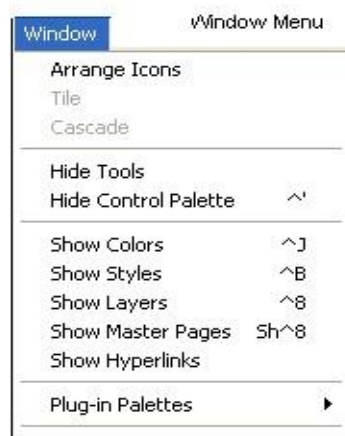 Window Window Menu
Arrange Icons
Tile
Cascade
Hide Tools
Hide Control Palette ^'
Show Colors ^J
Show Styles ^B
Show Layers ^8
Show Master Pages Sh^8
Show Hyperlinks
Plug-in Palettes